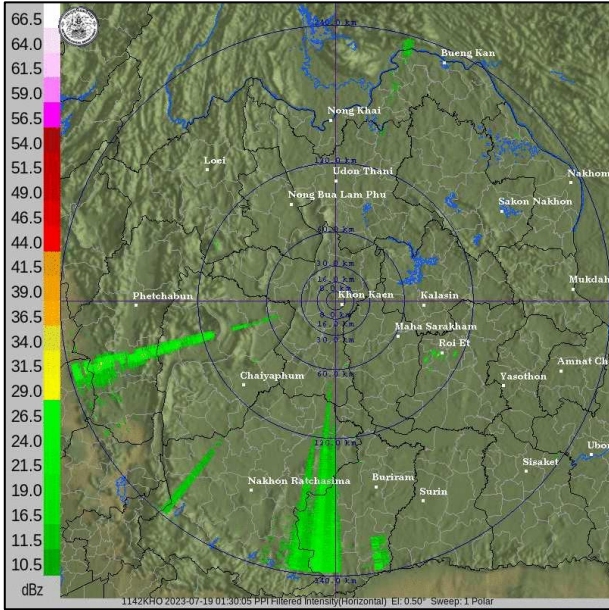 66.5
64.0
61.5
59.0
56.5
54.0
51.5
49.0
46.5
44.0
41.5
39.0
36.5
34.0
31.5
29.0
26.5
24.0
21.5
19.0
16.5
13.0
10.5
dBz
Bueng Kan
Nong Khai
Loei
Udon Thani
Nakhom
Nong Bua Lam Phu
Sakon Nakhon
Mukdah
Phetchabun
Khon Kaen
Kalasin
Maha Sarakham
Roi Et
Chaiyaphum
Yasothon
Amnat Ch
Ubor
Sisaket
Nakhon Ratchasima
Buriram
Surin
1142KHO 2023-07-19 01:30:05 PPI Filtered Intensity(Horizontal) El: 0.50° Sweep: 1 Polar